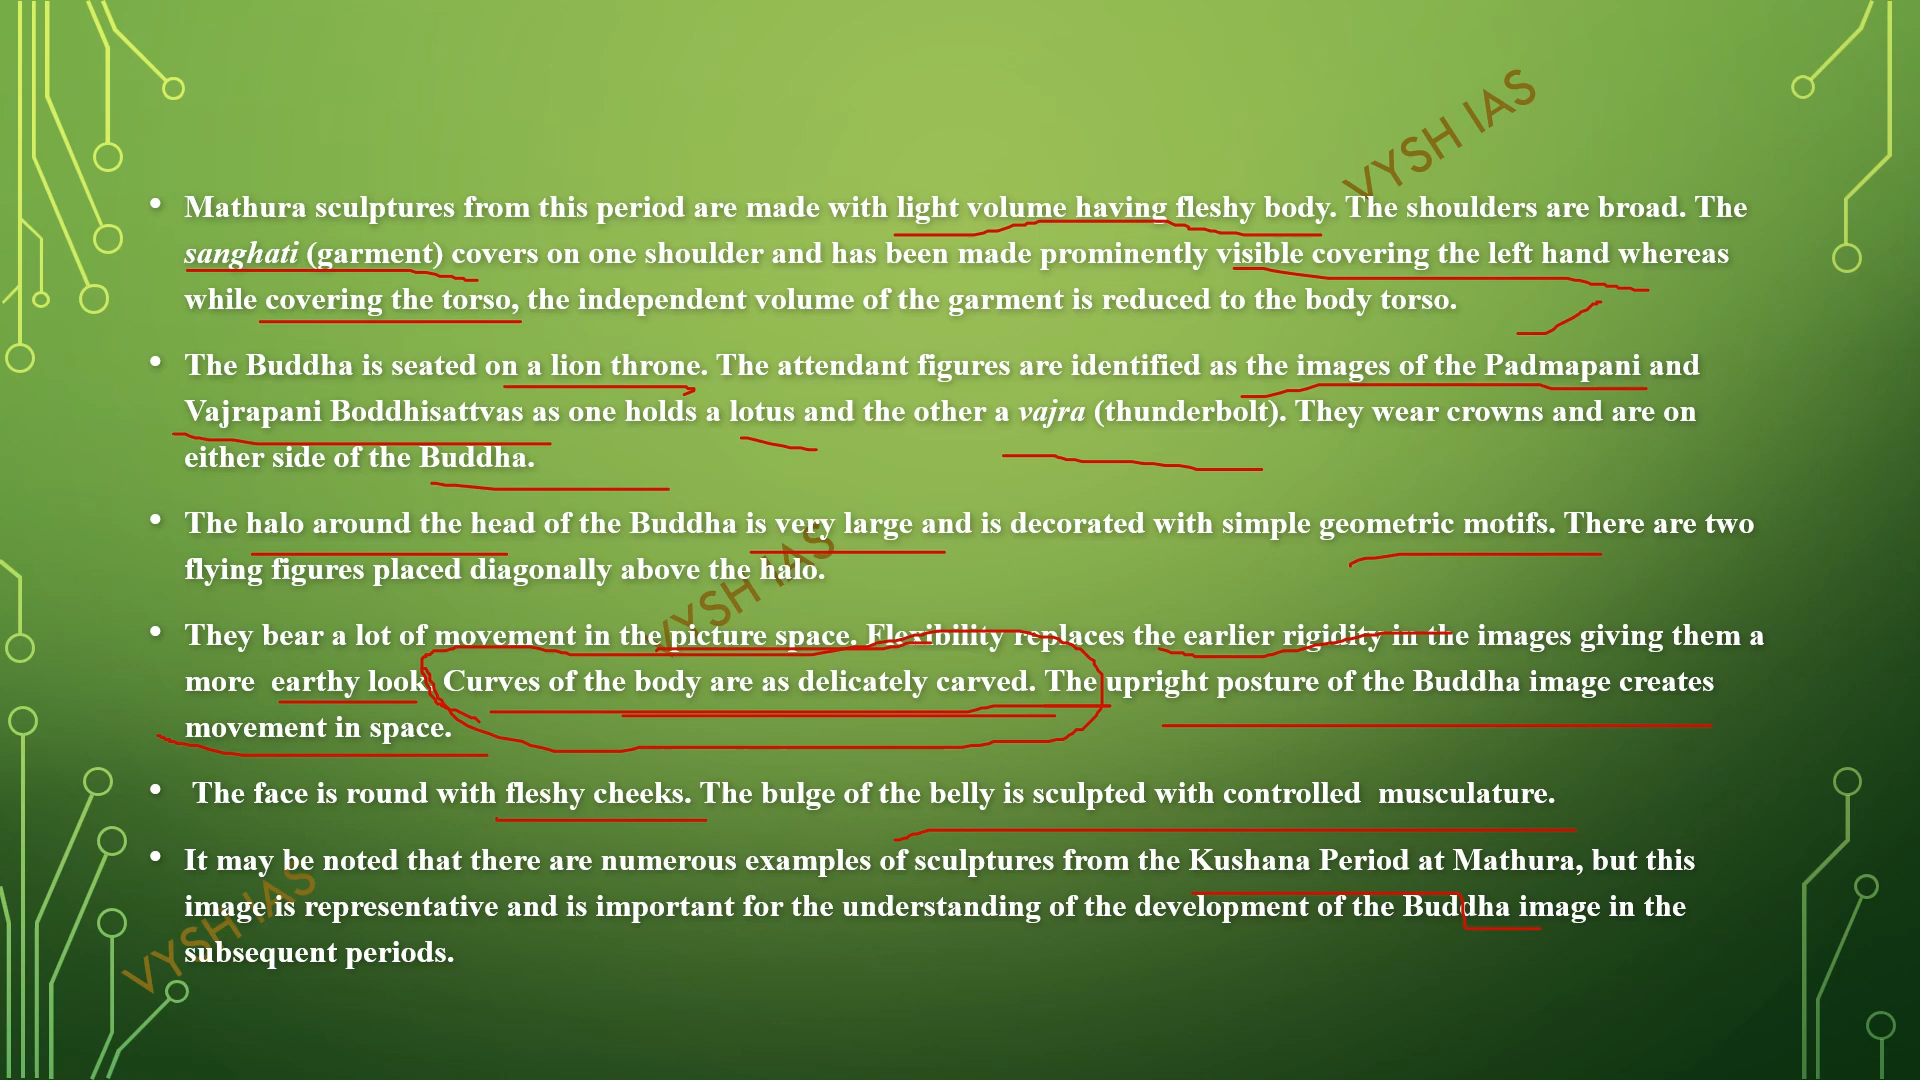 VYSH IAS
• Mathura sculptures from this period are made with light volume having fleshy body. The shoulders are broad. The
sanghati (garment) covers on one shoulder and has been made prominently visible covering the left hand whereas
while covering the torso, the independent volume of the garment is reduced to the body torso.
• The Buddha is seated on a lion throne. The attendant figures are identified as the images of the Padmapani and
Vajrapani Boddhisattvas as one holds a lotus and the other a vajra (thunderbolt). They wear crowns and are on
either side of the Buddha.
• The halo around the head of the Buddha is very large and is decorated with simple geometric motifs. There are two
flying figures placed diagonally above the halo.
VYSH IAS
• They bear a lot of movement in the picture space. Flexibility replaces the earlier rigidity in the images giving them a
more earthy look. Curves of the body are as delicately carved. The upright posture of the Buddha image creates
movement in space.
• The face is round with fleshy cheeks. The bulge of the belly is sculpted with controlled musculature.
• It may be noted that there are numerous examples of sculptures from the Kushana Period at Mathura, but this
image is representative and is important for the understanding of the development of the Buddha image in the
subsequent periods.
VYSH IAS